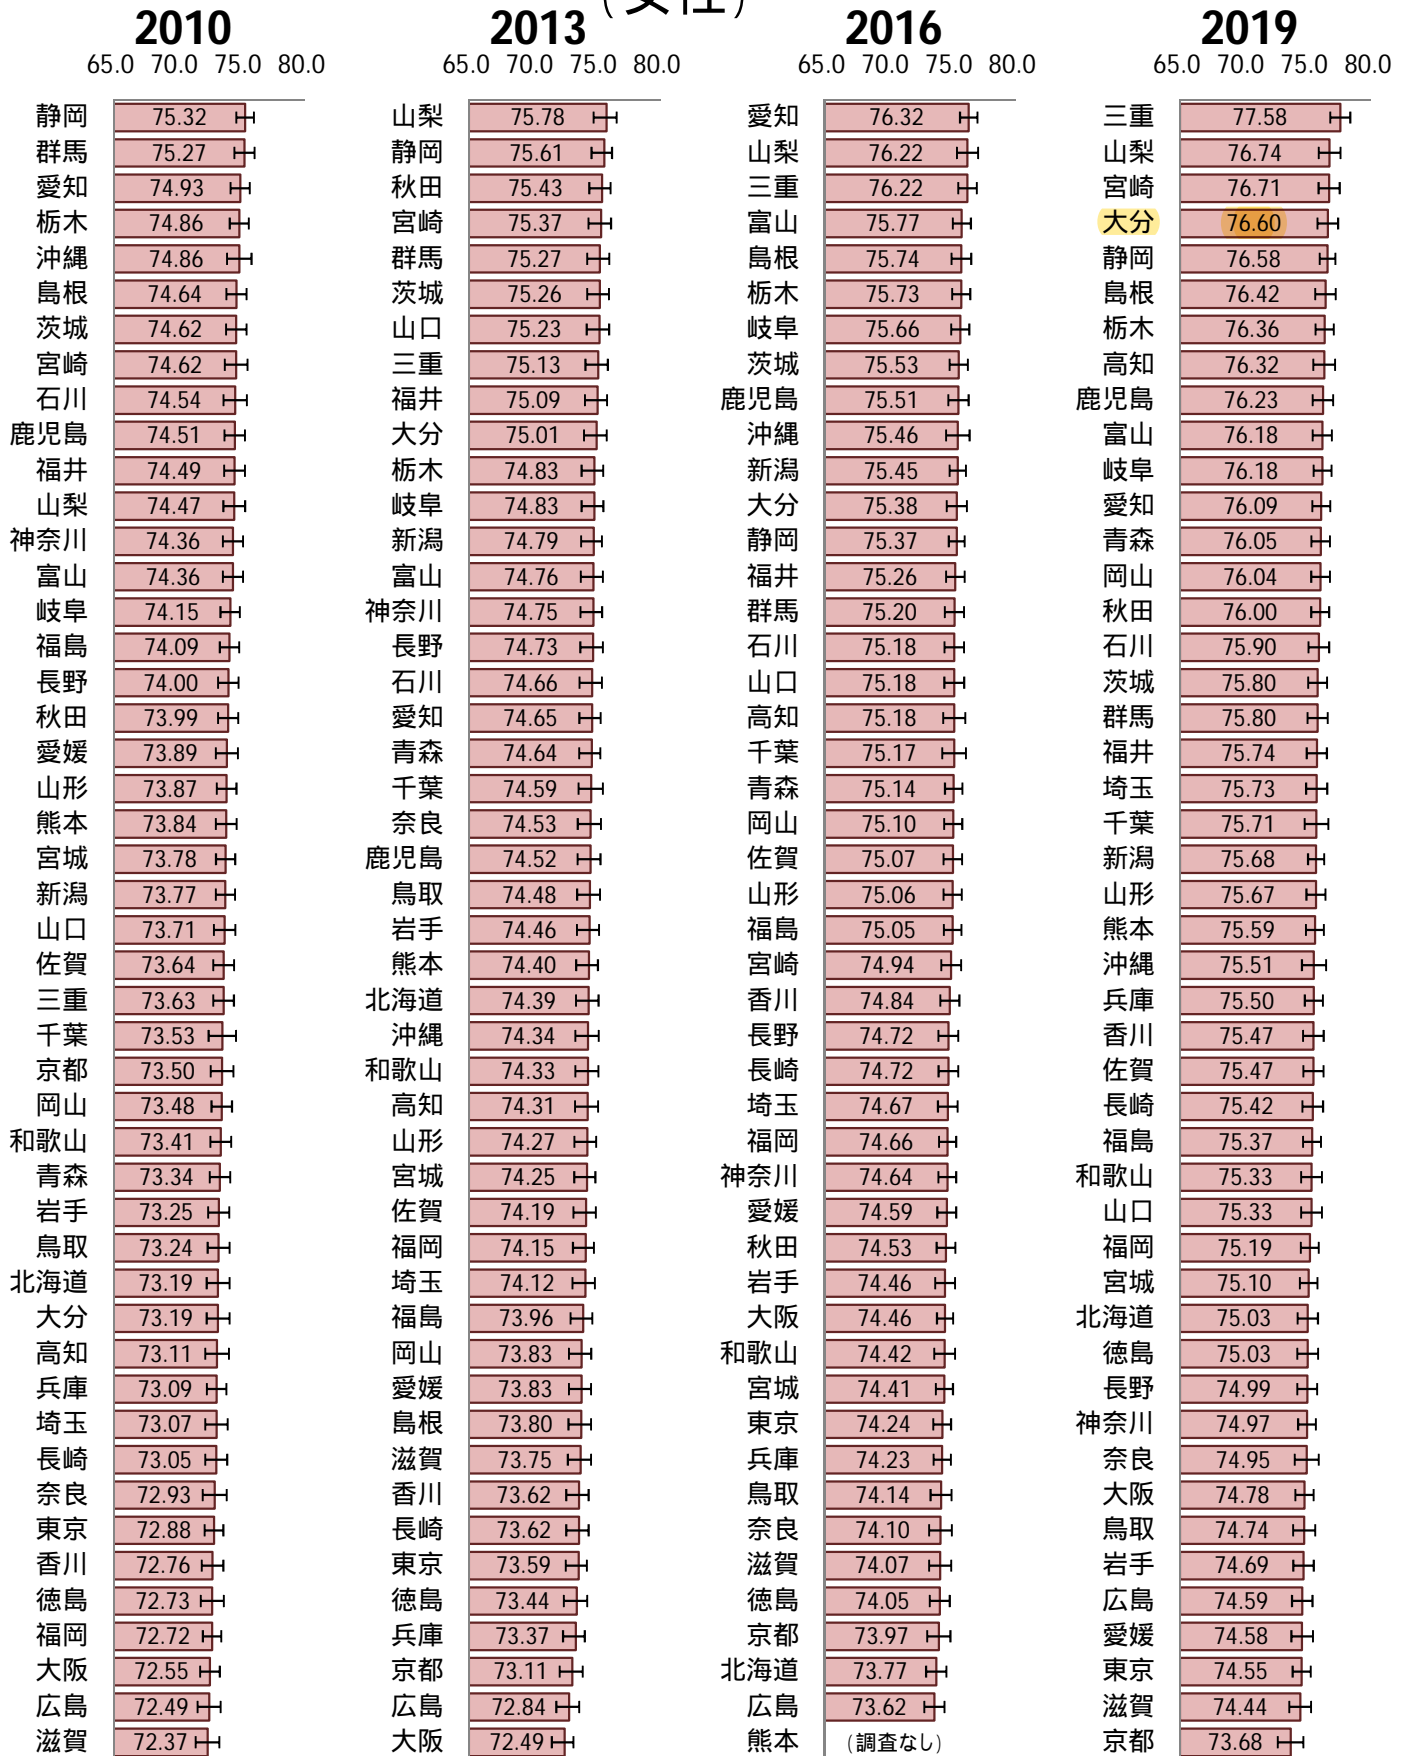 (女性)
2010 2013 2016 2019
65.0 70.0 75.0 80.0 65.0 70.0 75.0 80.0 65.0 70.0 75.0 80.0 65.0 70.0 75.0 80.0
静岡 75.32 山梨 75.78 愛知 76.32 三重 77.58
群馬 75.27 静岡 75.61 山梨 76.22 山梨 76.74
愛知 74.93 秋田 75.43 三重 76.22 宮崎 76.71
栃木 74.86 宮崎 75.37 富山 75.77 大分 76.60
沖縄 74.86 群馬 75.27 島根 75.74 静岡 76.58
島根 74.64 茨城 75.26 栃木 75.73 島根 76.42
茨城 74.62 山口 75.23 岐阜 75.66 栃木 76.36
宮崎 74.62 三重 75.13 茨城 75.53 高知 76.32
石川 74.54 福井 75.09 鹿児島 75.51 鹿児島 76.23
鹿児島 74.51 大分 75.01 沖縄 75.46 富山 76.18
福井 74.49 栃木 74.83 新潟 75.45 岐阜 76.18
山梨 74.47 岐阜 74.83 大分 75.38 愛知 76.09
神奈川 74.36 新潟 74.79 静岡 75.37 青森 76.05
富山 74.36 富山 74.76 福井 75.26 岡山 76.04
岐阜 74.15 神奈川 74.75 群馬 75.20 秋田 76.00
福島 74.09 長野 74.73 石川 75.18 石川 75.90
長野 74.00 石川 74.66 山口 75.18 茨城 75.80
秋田 73.99 愛知 74.65 高知 75.18 群馬 75.80
愛媛 73.89 青森 74.64 千葉 75.17 福井 75.74
山形 73.87 千葉 74.59 青森 75.14 埼玉 75.73
熊本 73.84 奈良 74.53 岡山 75.10 千葉 75.71
宮城 73.78 鹿児島 74.52 佐賀 75.07 新潟 75.68
新潟 73.77 鳥取 74.48 山形 75.06 山形 75.67
山口 73.71 岩手 74.46 福島 75.05 熊本 75.59
佐賀 73.64 熊本 74.40 宮崎 74.94 沖縄 75.51
三重 73.63 北海道 74.39 香川 74.84 兵庫 75.50
千葉 73.53 沖縄 74.34 長野 74.72 香川 75.47
京都 73.50 和歌山 74.33 長崎 74.72 佐賀 75.47
岡山 73.48 高知 74.31 埼玉 74.67 長崎 75.42
和歌山 73.41 山形 74.27 福岡 74.66 福島 75.37
青森 73.34 宮城 74.25 神奈川 74.64 和歌山 75.33
岩手 73.25 佐賀 74.19 愛媛 74.59 山口 75.33
鳥取 73.24 福岡 74.15 秋田 74.53 福岡 75.19
北海道 73.19 埼玉 74.12 岩手 74.46 宮城 75.10
大分 73.19 福島 73.96 大阪 74.46 北海道 75.03
高知 73.11 岡山 73.83 和歌山 74.42 徳島 75.03
兵庫 73.09 愛媛 73.83 宮城 74.41 長野 74.99
埼玉 73.07 島根 73.80 東京 74.24 神奈川 74.97
長崎 73.05 滋賀 73.75 兵庫 74.23 奈良 74.95
奈良 72.93 香川 73.62 鳥取 74.14 大阪 74.78
東京 72.88 長崎 73.62 奈良 74.10 鳥取 74.74
香川 72.76 東京 73.59 滋賀 74.07 岩手 74.69
徳島 72.73 徳島 73.44 徳島 74.05 広島 74.59
福岡 72.72 兵庫 73.37 京都 73.97 愛媛 74.58
大阪 72.55 京都 73.11 北海道 73.77 東京 74.55
広島 72.49 広島 72.84 広島 73.62 滋賀 74.44
滋賀 72.37 大阪 72.49 熊本 (調査なし) 京都 73.68